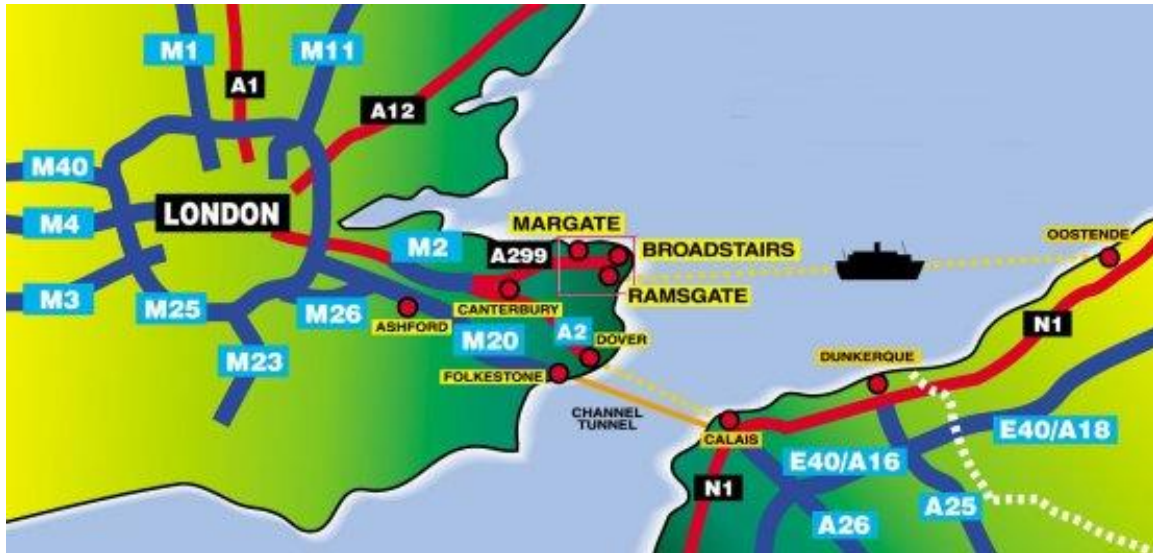 M1
M11
A1
A12
M40
LONDON
M4
MARGATE
M2
A299
BROADSTAIRS
OOSTENDE
M3
M25
M26
ASHFORD
CANTERBURY
RAMSGATE
A2
M20
DOVER
N1
M23
FOLKESTONE
DUNKERQUE
CHANNEL
TUNNEL
CALAIS
E40/A18
E40/A16
N1
A25
A26